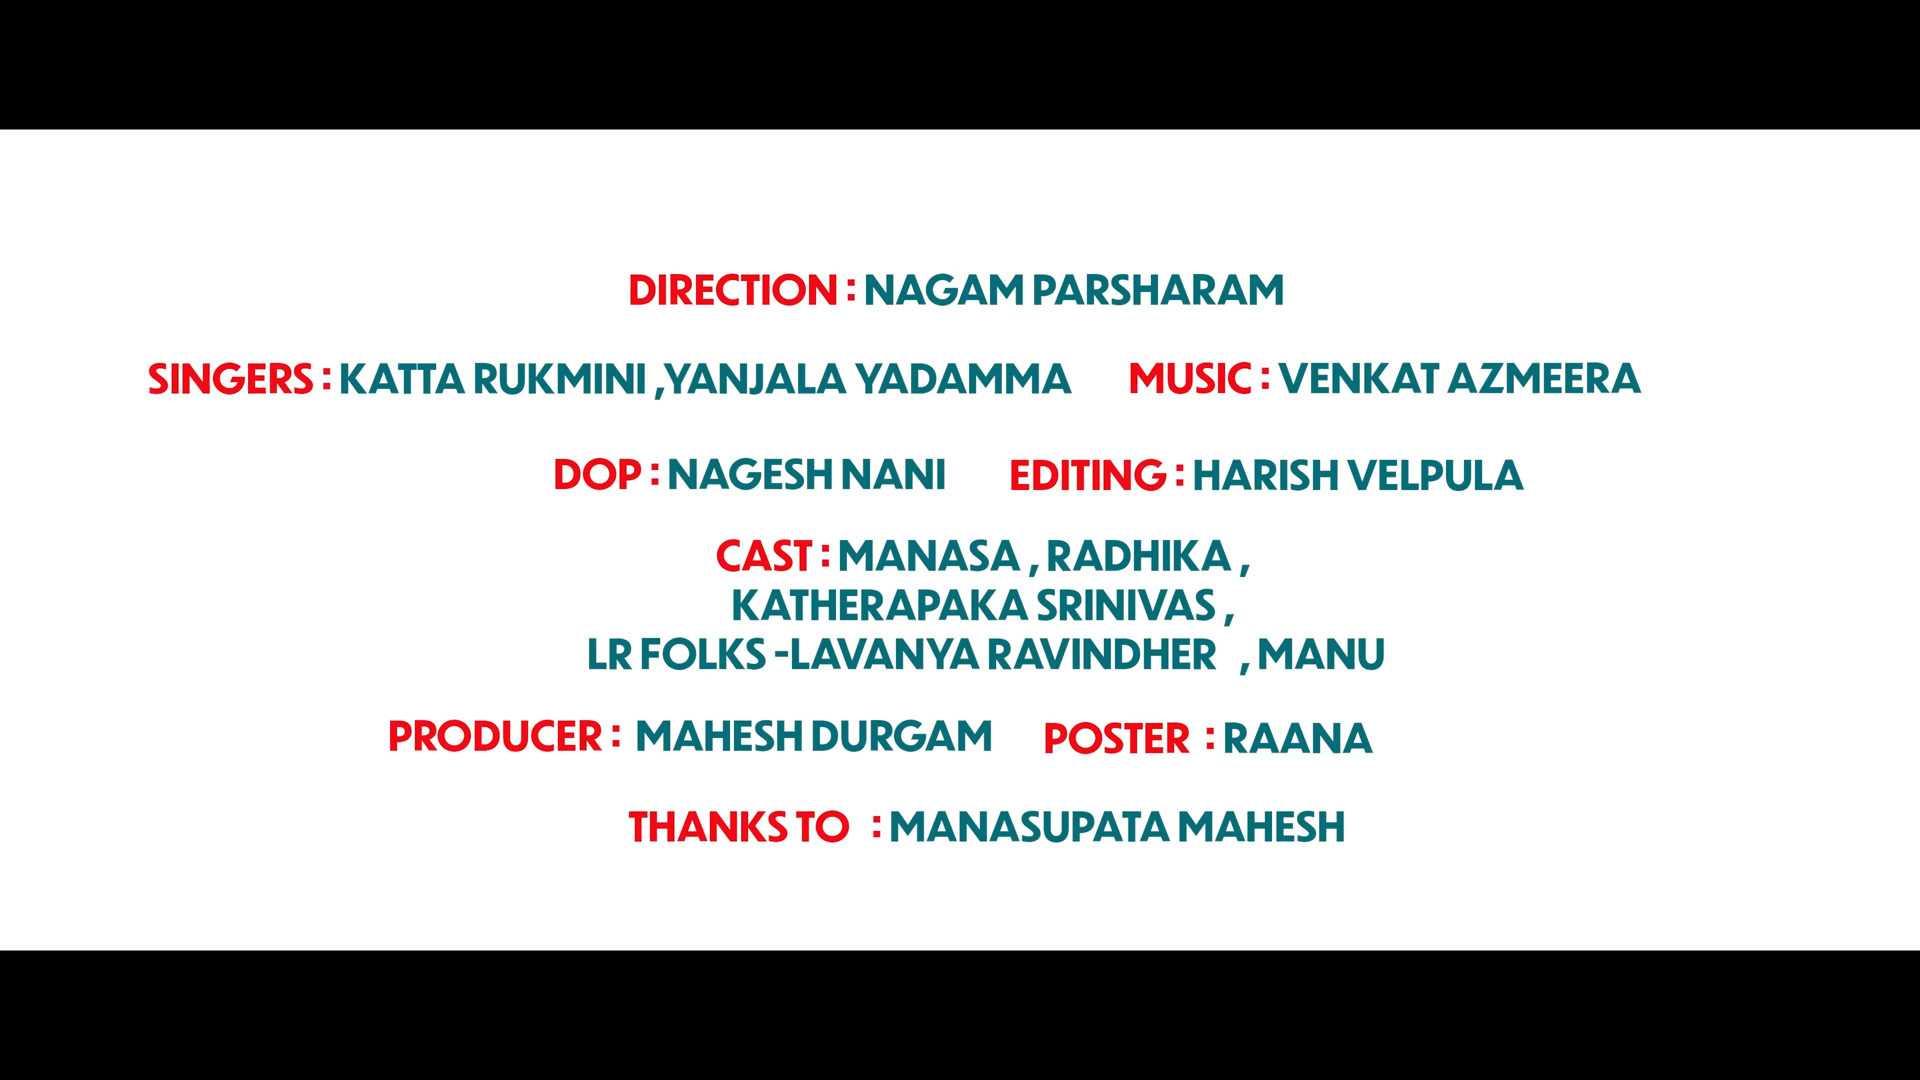 DIRECTION : NAGAM PARSHARAM
SINGERS : KATTA RUKMINI ,YANJALA YADAMMA MUSIC : VENKAT AZMEERA
DOP : NAGESH NANI EDITING : HARISH VELPULA
CAST : MANASA , RADHIKA ,
KATHERAPAKA SRINIVAS ,
LR FOLKS -LAVANYA RAVINDHER , MANU
PRODUCER : MAHESH DURGAM POSTER : RAANA
THANKS TO : MANASUPATA MAHESH